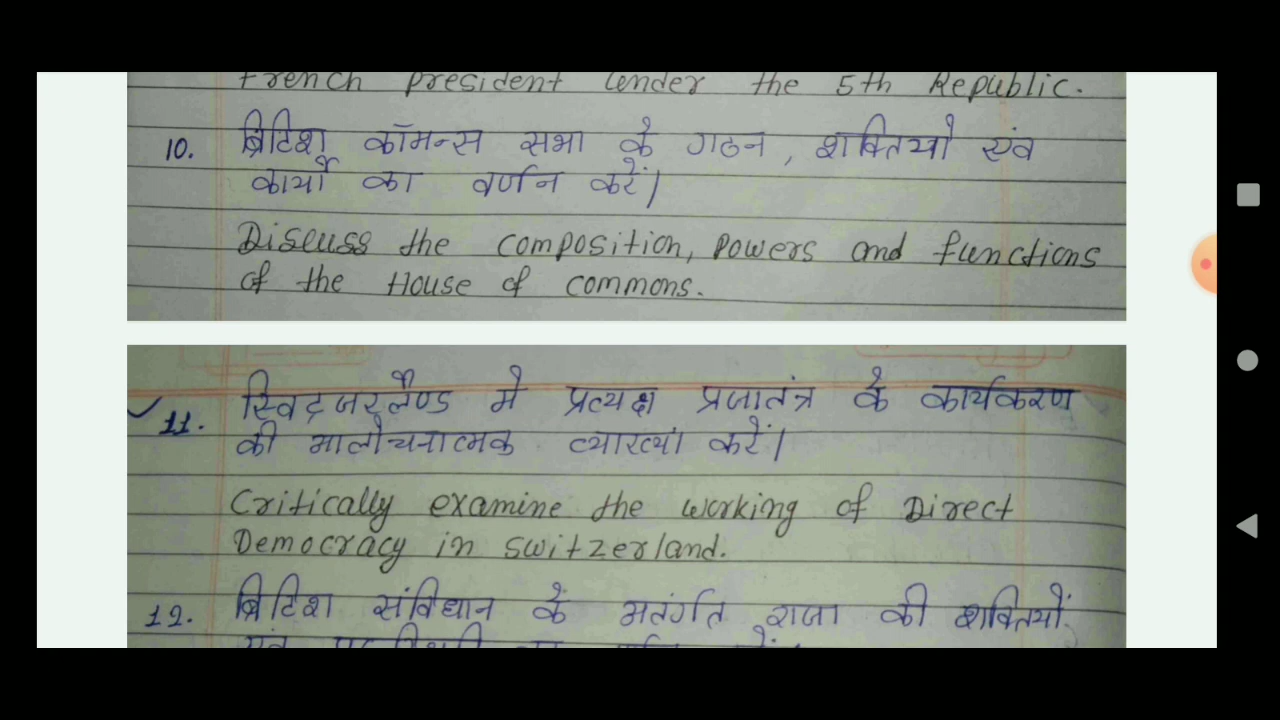 French president under the 5th Republic.
10. ब्रिटिश कॉमन्स सभा के गठन, शक्तियो एंव
कार्यो का वर्णन करें।
Discuss the composition, powers and functions
of the House of commons.
11. स्विट्जरलैण्ड मे प्रत्यक्ष प्रजातंत्र के कार्यकरण
की आलोचनात्मक व्याख्या करें।
Critically examine the working of Direct
Democracy in switzerland.
12. ब्रिटिश संविधान के अतंर्गत राजा की शक्तियों